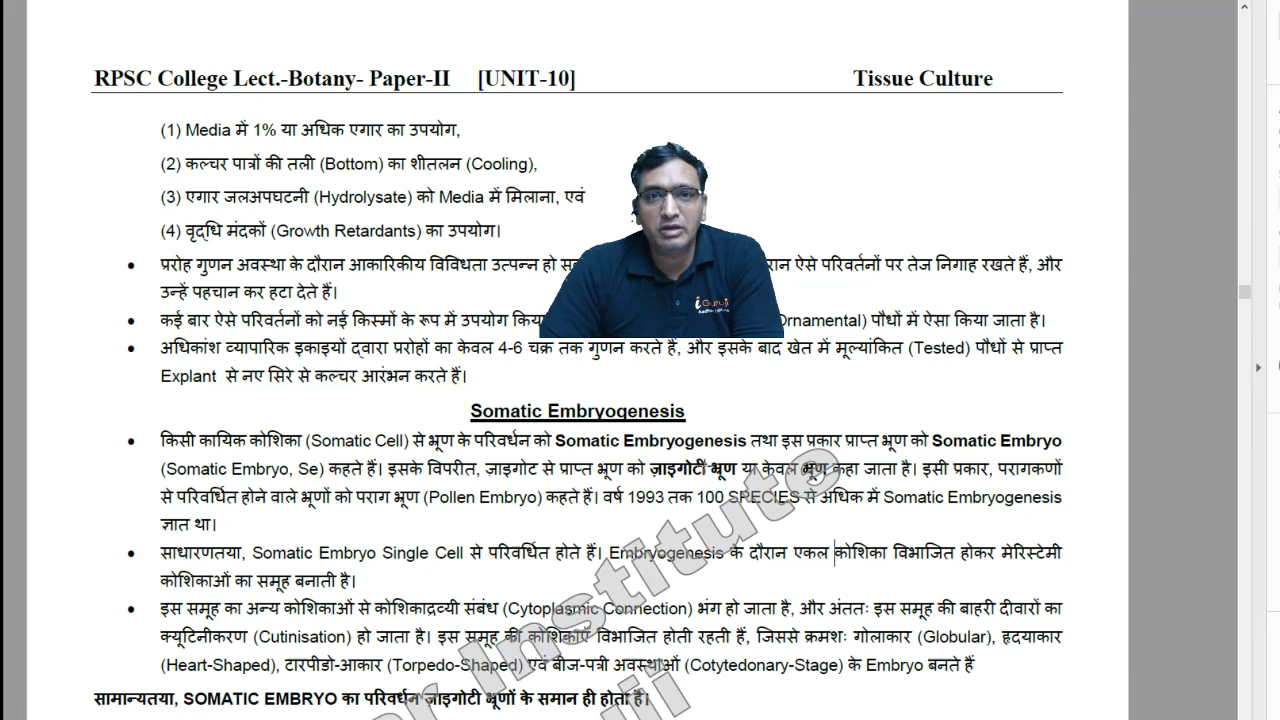 RPSC College Lect.-Botany- Paper-II [UNIT-10] Tissue Culture
(1) Media में 1% या अधिक एगार का उपयोग,
(2) कल्चर पात्रों की तली (Bottom) का शीतलन (Cooling),
(3) एगार जलअपघटनी (Hydrolysate) को Media में मिलाना, एवं
(4) वृद्धि मंदकों (Growth Retardants) का उपयोग।
• प्ररोह गुणन अवस्था के दौरान आकारिकीय विविधता उत्पन्न हो ऐसे परिवर्तनों पर तेज निगाह रखते हैं, और
उन्हें पहचान कर हटा देते हैं।
• कई बार ऐसे परिवर्तनों को नई किस्मों के रूप में उपयोग पौधों में ऐसा किया जाता है।
• अधिकांश व्यापारिक इकाइयों द्वारा प्ररोहों का केवल 4-6 चक्र तक गुणन करते हैं, और इसके बाद खेत में मूल्यांकित (Tested) पौधों से प्राप्त
Explant से नए सिरे से कल्चर आरंभन करते हैं।
Somatic Embryogenesis
• किसी कायिक कोशिका (Somatic Cell) से भ्रूण के परिवर्धन को Somatic Embryogenesis तथा इस प्रकार प्राप्त भ्रूण को Somatic Embryo
(Somatic Embryo, Se) कहते हैं। इसके विपरीत, जाइगोट से प्राप्त भ्रूण को ज़ाइगोटी भ्रूण या केवल भ्रूण कहा जाता है। इसी प्रकार, परागकणों
से परिवर्धित होने वाले भ्रूणों को पराग भ्रूण (Pollen Embryo) कहते हैं। वर्ष 1993 तक 100 SPECIES से अधिक में Somatic Embryogenesis
ज्ञात था।
• साधारणतया, Somatic Embryo Single Cell से परिवर्धित होते हैं। Embryogenesis के दौरान एकल कोशिका विभाजित होकर मेरिस्टेमी
कोशिकाओं का समूह बनाती है।
• इस समूह का अन्य कोशिकाओं से कोशिकाद्रव्यी संबंध (Cytoplasmic Connection) भंग हो जाता है, और अंततः इस समूह की बाहरी दीवारों का
क्यूटिनीकरण (Cutinisation) हो जाता है। इस समूह की कोशिकाएँ विभाजित होती रहती हैं, जिससे क्रमशः गोलाकार (Globular), हृदयाकार
(Heart-Shaped), टारपीडो-आकार (Torpedo-Shaped) एवं बीज-पत्री अवस्थाओं (Cotytedonary-Stage) के Embryo बनते हैं
सामान्यतया, SOMATIC EMBRYO का परिवर्धन ज़ाइगोटी भ्रूणों के समान ही होता है।
Institute